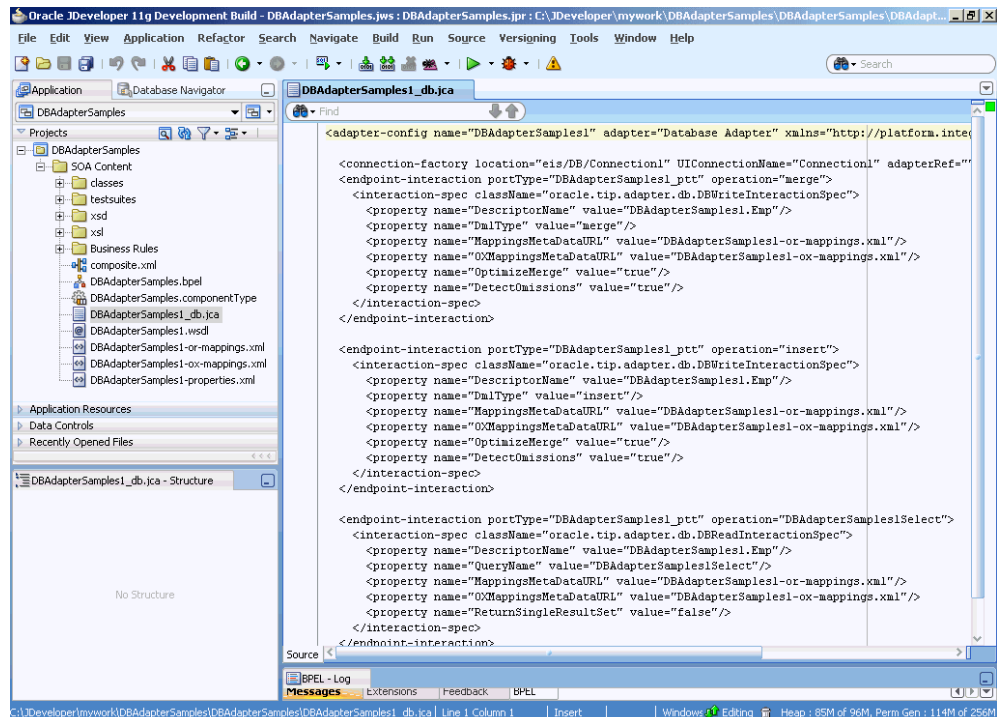 Oracle JDeveloper 11g Development Build - DBAdapterSamples.jws : DBAdapterSamples.jpr : C:\JDeveloper\mywork\DBAdapterSamples\DBAdapterSamples\DBAdapt...
File Edit View Application Refactor Search Navigate Build Run Source Versioning Tools Window Help
Search
Application Database Navigator
DBAdapterSamples
Projects
DBAdapterSamples
SOA Content
classes
testsuites
xsd
xsl
Business Rules
composite.xml
DBAdapterSamples.bpel
DBAdapterSamples.componentType
DBAdapterSamples1_db.jca
DBAdapterSamples1.wsdl
DBAdapterSamples1-or-mappings.xml
DBAdapterSamples1-ox-mappings.xml
DBAdapterSamples1-properties.xml
Application Resources
Data Controls
Recently Opened Files
DBAdapterSamples1_db.jca - Structure
No Structure
DBAdapterSamples1_db.jca
Find
<adapter-config name="DBAdapterSamples1" adapter="Database Adapter" xmlns="http://platform.inte
<connection-factory location="eis/DB/Connection1" UIConnectionName="Connection1" adapterRef=""
<endpoint-interaction portType="DBAdapterSamples1_ptt" operation="merge">
<interaction-spec className="oracle.tip.adapter.db.DBWriteInteractionSpec">
<property name="DescriptorName" value="DBAdapterSamples1.Emp"/>
<property name="DmlType" value="merge"/>
<property name="MappingsMetaDataURL" value="DBAdapterSamples1-or-mappings.xml"/>
<property name="OXMappingsMetaDataURL" value="DBAdapterSamples1-ox-mappings.xml"/>
<property name="OptimizeMerge" value="true"/>
<property name="DetectOmissions" value="true"/>
</interaction-spec>
</endpoint-interaction>
<endpoint-interaction portType="DBAdapterSamples1_ptt" operation="insert">
<interaction-spec className="oracle.tip.adapter.db.DBWriteInteractionSpec">
<property name="DescriptorName" value="DBAdapterSamples1.Emp"/>
<property name="DmlType" value="insert"/>
<property name="MappingsMetaDataURL" value="DBAdapterSamples1-or-mappings.xml"/>
<property name="OXMappingsMetaDataURL" value="DBAdapterSamples1-ox-mappings.xml"/>
<property name="OptimizeMerge" value="true"/>
<property name="DetectOmissions" value="true"/>
</interaction-spec>
</endpoint-interaction>
<endpoint-interaction portType="DBAdapterSamples1_ptt" operation="DBAdapterSamples1Select">
<interaction-spec className="oracle.tip.adapter.db.DBReadInteractionSpec">
<property name="DescriptorName" value="DBAdapterSamples1.Emp"/>
<property name="QueryName" value="DBAdapterSamples1Select"/>
<property name="MappingsMetaDataURL" value="DBAdapterSamples1-or-mappings.xml"/>
<property name="OXMappingsMetaDataURL" value="DBAdapterSamples1-ox-mappings.xml"/>
<property name="ReturnSingleResultSet" value="false"/>
</interaction-spec>
</endpoint-interaction>
Source
BPEL - Log
Messages Extensions Feedback BPEL
C:\JDeveloper\mywork\DBAdapterSamples\DBAdapterSamples\DBAdapterSamples1_db.jca Line 1 Column 1 Insert Windows Editing Heap : 85M of 96M, Perm Gen : 114M of 256M